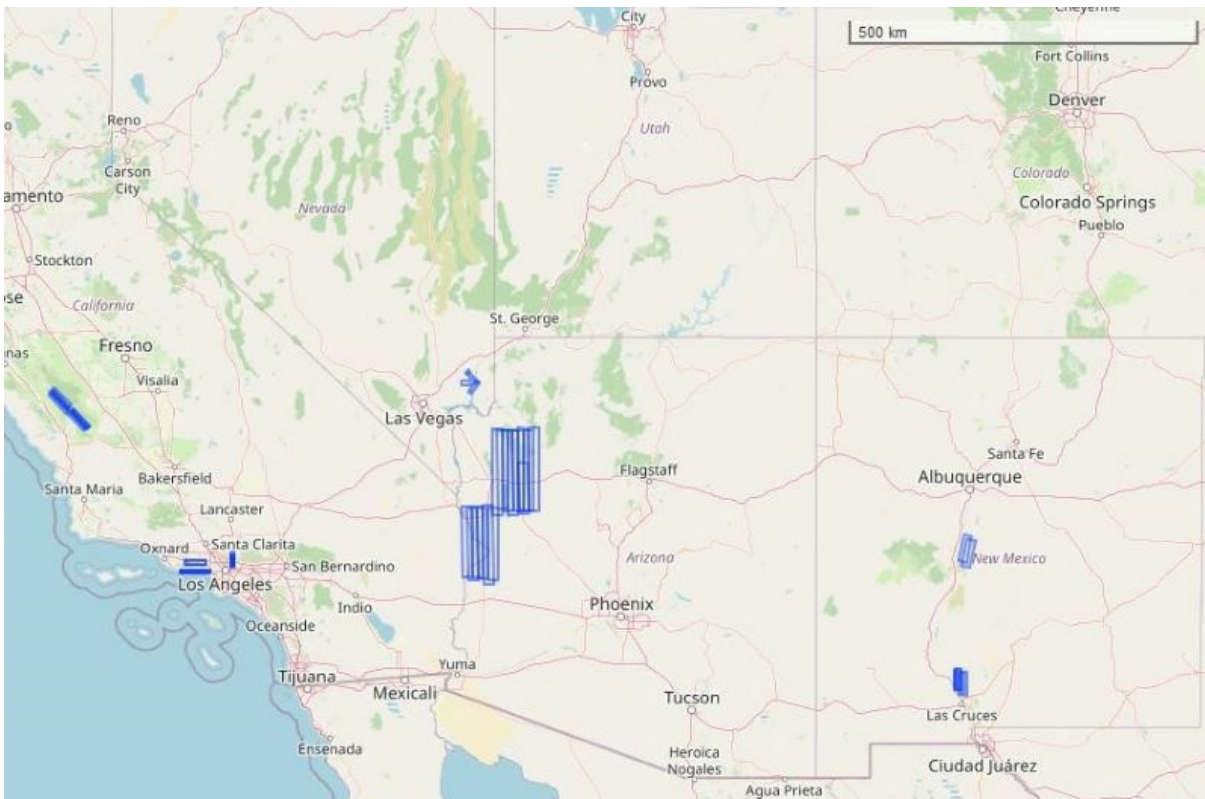 Cheyenne
City
500 km
Fort Collins
Provo
Denver
Reno
Utah
Carson
City
Colorado
amento
Nevada
Colorado Springs
Pueblo
Stockton
ose
California
St. George
Fresno
nas
Visalia
Las Vegas
Santa Fe
Flagstaff
Bakersfield
Albuquerque
Santa Maria
Lancaster
Oxnard
Santa Clarita
Arizona
New Mexico
San Bernardino
Los Angeles
Indio
Phoenix
Oceanside
Yuma
Tijuana
Mexicali
Tucson
Las Cruces
Ensenada
Heroica
Nogales
Ciudad Juárez
Agua Prieta